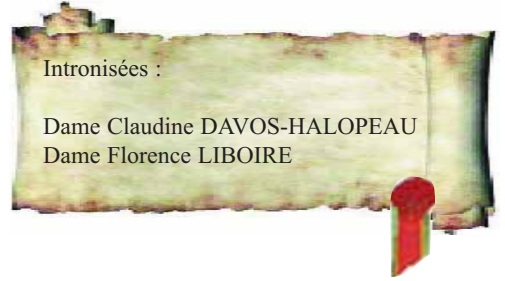 Intronisées :
Dame Claudine DAVOS-HALOPEAU
Dame Florence LIBOIRE